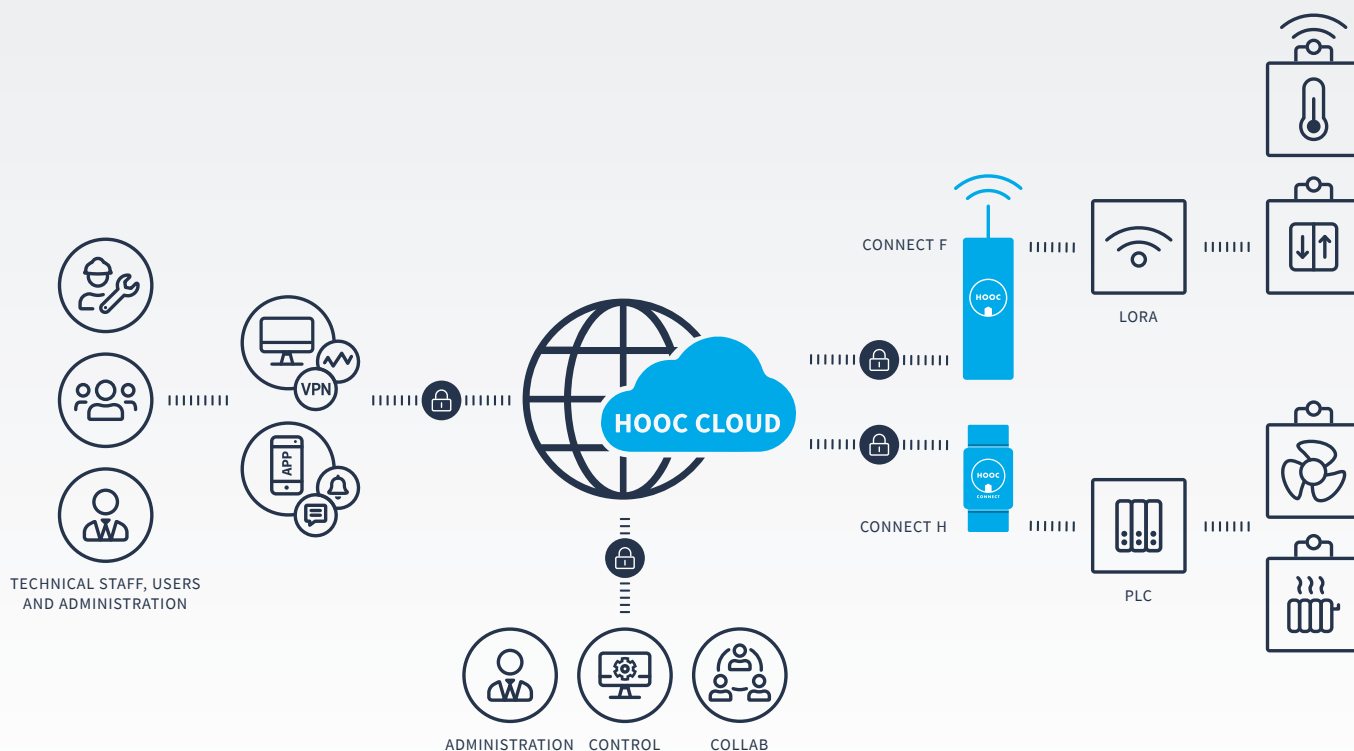 CONNECT F
HOOC
LORA
VPN
APP
HOOC CLOUD
HOOC
CONNECT
CONNECT H
PLC
TECHNICAL STAFF, USERS
AND ADMINISTRATION
ADMINISTRATION
CONTROL
COLLAB